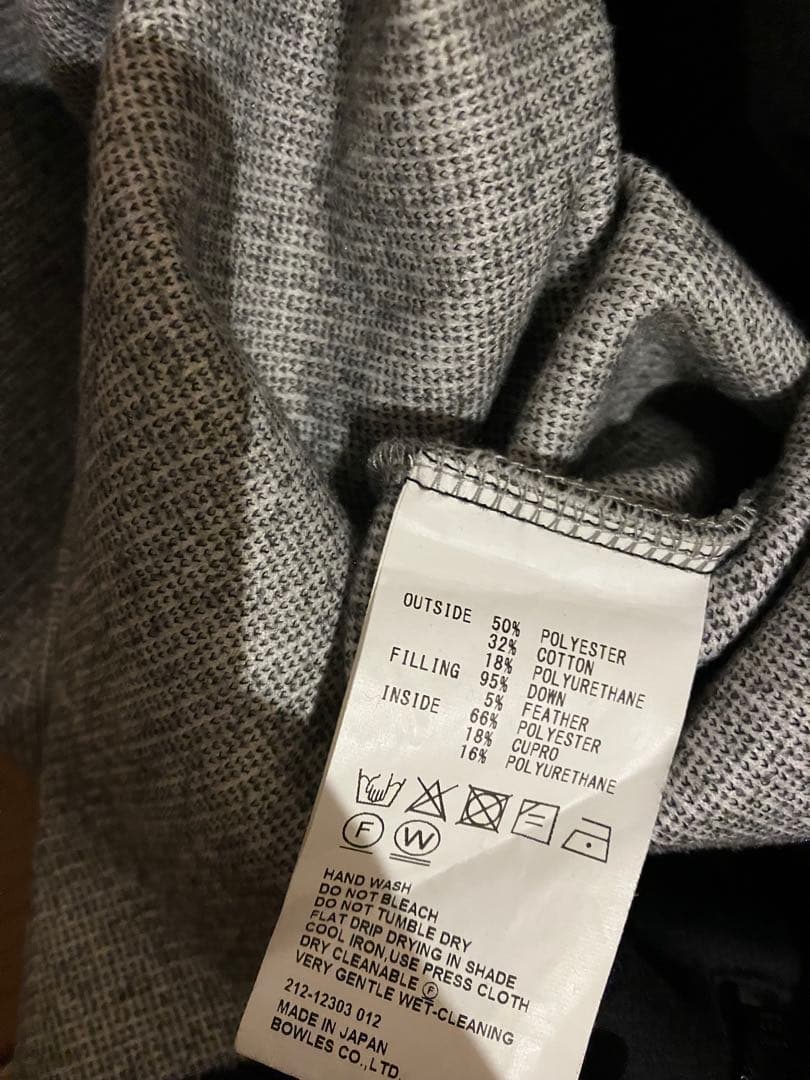 OUTSIDE 50% POLYESTER
32% COTTON
18% POLYURETHANE
FILLING 95% DOWN
5% FEATHER
INSIDE 66% POLYESTER
18% CUPRO
16% POLYURETHANE
F W
HAND WASH
DO NOT BLEACH
DO NOT TUMBLE DRY
FLAT DRIP DRYING IN SHADE
COOL IRON,USE PRESS CLOTH
DRY CLEANABLE Ⓕ
VERY GENTLE WET-CLEANING
212-12303 012
MADE IN JAPAN
BOWLES CO.,LTD.